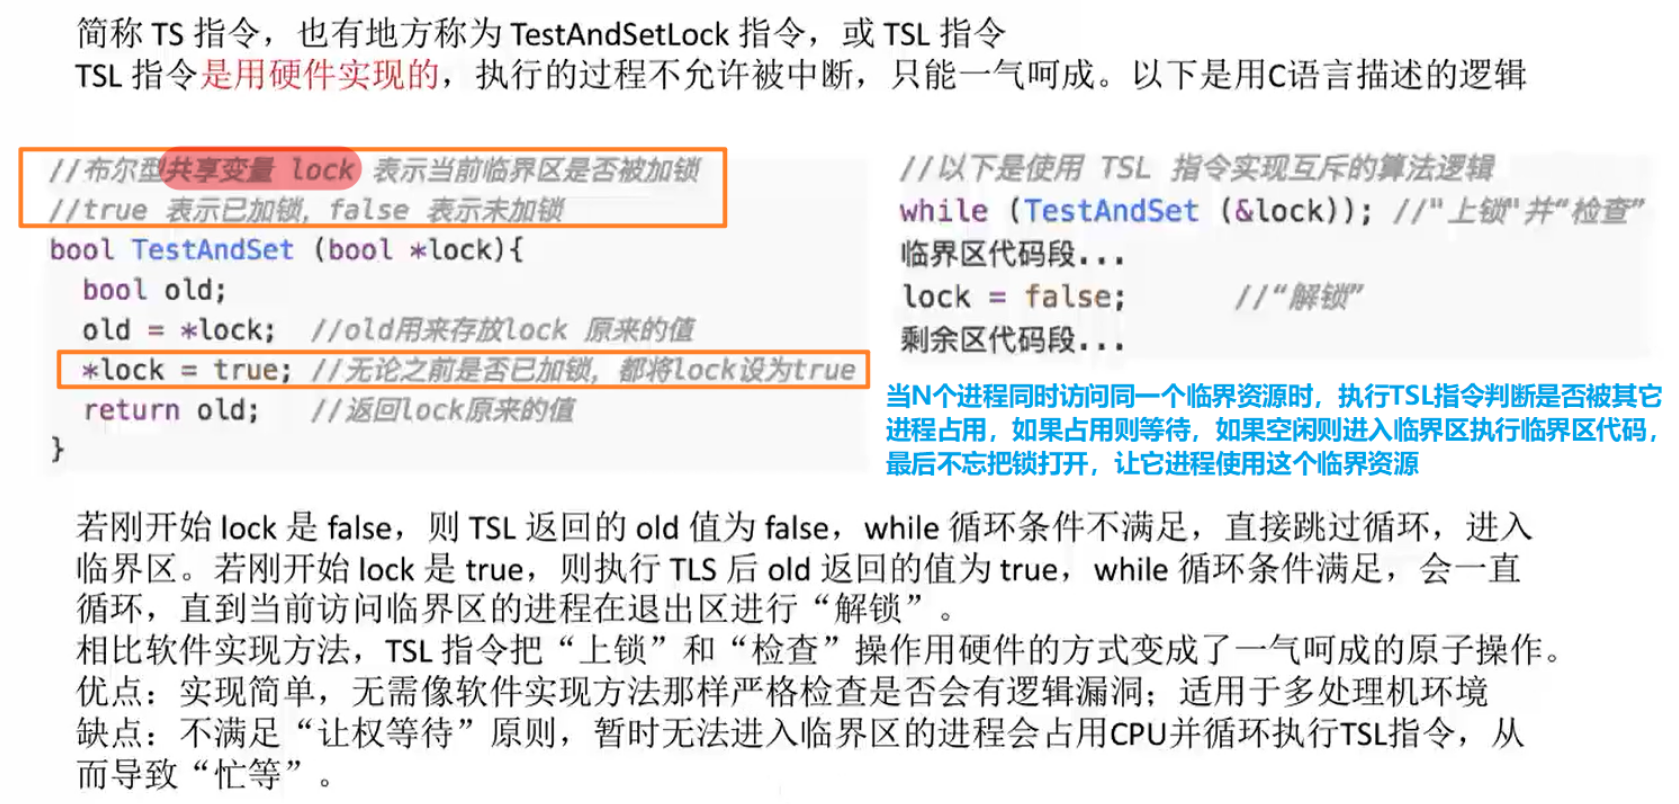 简称 TS 指令，也有地方称为 TestAndSetLock 指令，或 TSL 指令
TSL 指令是用硬件实现的，执行的过程不允许被中断，只能一气呵成。以下是用C语言描述的逻辑
//布尔型共享变量 lock 表示当前临界区是否被加锁
//true 表示已加锁，false 表示未加锁
bool TestAndSet (bool *lock){
bool old;
old = *lock; //old用来存放lock 原来的值
*lock = true; //无论之前是否已加锁，都将lock设为true
return old; //返回lock原来的值
}
//以下是使用 TSL 指令实现互斥的算法逻辑
while (TestAndSet (&lock)); //"上锁"并“检查”
临界区代码段...
lock = false; //“解锁”
剩余区代码段...
当N个进程同时访问同一个临界资源时，执行TSL指令判断是否被其它
进程占用，如果占用则等待，如果空闲则进入临界区执行临界区代码，
最后不忘把锁打开，让它进程使用这个临界资源
若刚开始 lock 是 false，则 TSL 返回的 old 值为 false，while 循环条件不满足，直接跳过循环，进入
临界区。若刚开始 lock 是 true，则执行 TLS 后 old 返回的值为 true，while 循环条件满足，会一直
循环，直到当前访问临界区的进程在退出区进行“解锁”。
相比软件实现方法，TSL 指令把“上锁”和“检查”操作用硬件的方式变成了一气呵成的原子操作。
优点：实现简单，无需像软件实现方法那样严格检查是否会有逻辑漏洞；适用于多处理机环境
缺点：不满足“让权等待”原则，暂时无法进入临界区的进程会占用CPU并循环执行TSL指令，从
而导致“忙等”。